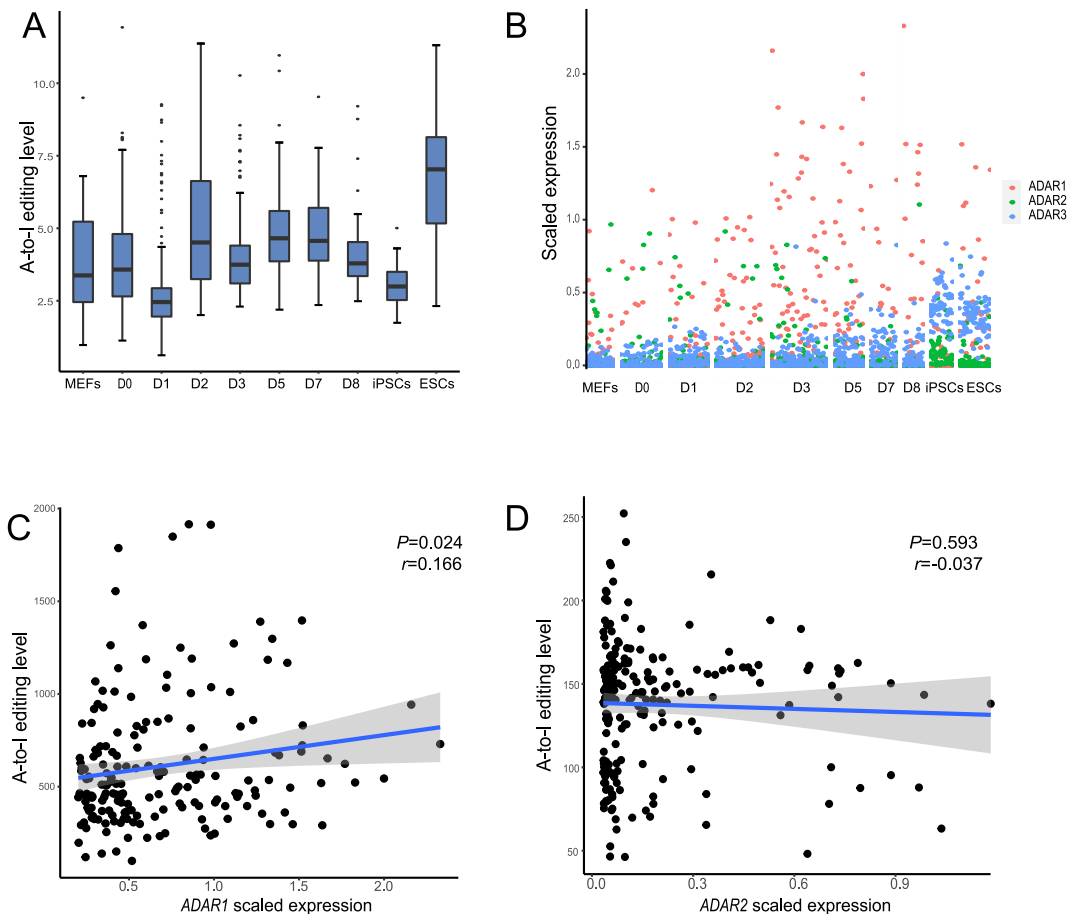 A
A-to-I editing level
10.0
7.5
5.0
2.5
MEFs D0 D1 D2 D3 D5 D7 D8 iPSCs ESCs
B
Scaled expression
2.0
1.5
1.0
0.5
0.0
MEFs D0 D1 D2 D3 D5 D7 D8 iPSCs ESCs
ADAR1
ADAR2
ADAR3
C
A-to-I editing level
2000
1500
1000
500
P=0.024
r=0.166
0.5 1.0 1.5 2.0
ADAR1 scaled expression
D
A-to-I editing level
250
200
150
100
50
P=0.593
r=-0.037
0.0 0.3 0.6 0.9
ADAR2 scaled expression